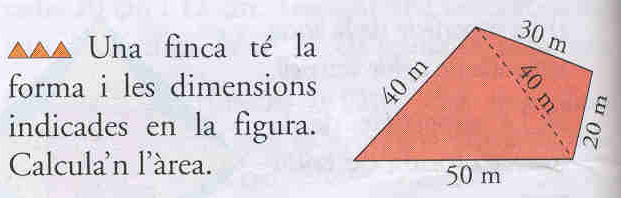 Una finca té la
forma i les dimensions
indicades en la figura.
Calcula'n l'àrea.
30 m
40 m
40 m
20 m
50 m